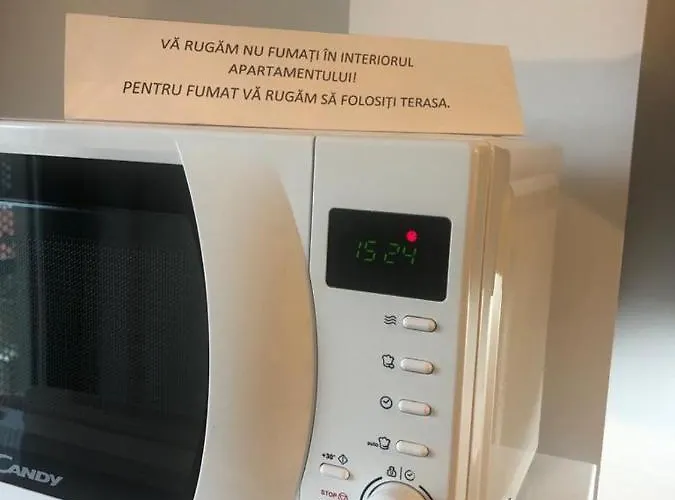 VĂ RUGĂM NU FUMAȚI ÎN INTERIORUL
APARTAMENTULUI!
PENTRU FUMAT VĂ RUGĂM SĂ FOLOSIȚI TERASA.
15 24
auto
+30"
STOP
CANDY